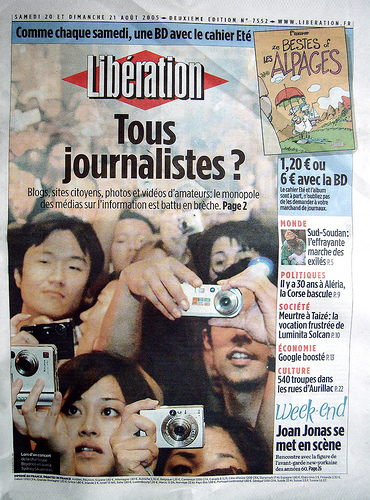 SAMEDI 20 ET DIMANCHE 21 AOÛT 2005 - DEUXIEME EDITION N° 7552 - WWW.LIBERATION.FR
Comme chaque samedi, une BD avec le cahier Eté
BESTES of
LES ALPAGES
Libération
Tous
journalistes ?
Blogs, sites citoyens, photos et vidéos d'amateurs: le monopole
des médias sur l'information est battu en brèche. Page 2
1,20 € ou
6 € avec la BD
Le cahier Eté et l'album
sont à part, n'oubliez pas
de les demander à votre
marchand de journaux.
MONDE
Sud-Soudan:
l'effrayante
marche des
exilés P.5
POLITIQUES
Il y a 30 ans à Aléria,
la Corse bascule P.9
SOCIÉTÉ
Meurtre à Taizé: la
vocation frustrée de
Luminita Solcan P.10
ÉCONOMIE
Google boosté P.13
CULTURE
540 troupes dans
les rues d'Aurillac P.22
Week-end
Joan Jonas se
met en scène
Rencontre avec la figure de
l'avant-garde new-yorkaise
des années 60. Page 25